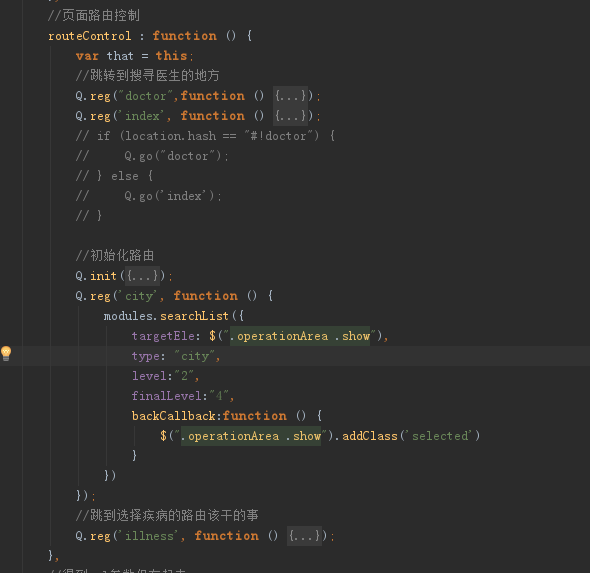 //页面路由控制
routeControl : function () {
var that = this;
//跳转到搜寻医生的地方
Q.reg("doctor",function () {...});
Q.reg('index', function () {...});
// if (location.hash == "#!doctor") {
//     Q.go("doctor");
// } else {
//     Q.go('index');
// }
//初始化路由
Q.init({...});
Q.reg('city', function () {
modules.searchList({
targetEle: $(".operationArea .show"),
type: "city",
level:"2",
finalLevel:"4",
backCallback:function () {
$(".operationArea .show").addClass('selected')
}
})
});
//跳到选择疾病的路由该干的事
Q.reg('illness', function () {...});
},